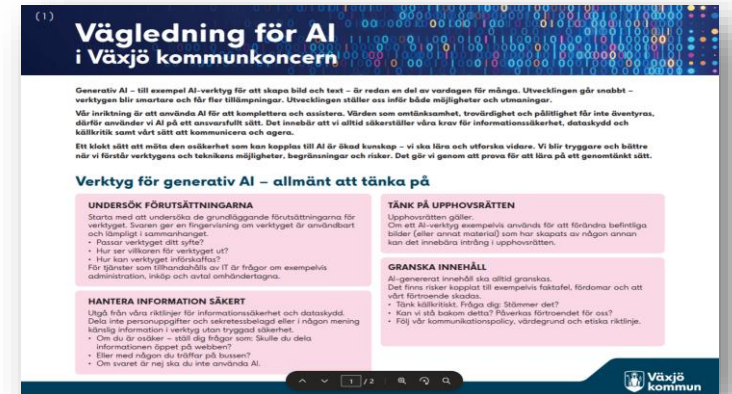 (1)
Vägledning för AI
i Växjö kommunkoncern
Generativ AI – till exempel AI-verktyg för att skapa bild och text – är redan en del av vardagen för många. Utvecklingen går snabbt –
verktygen blir smartare och får fler tillämpningar. Utvecklingen ställer oss inför både möjligheter och utmaningar.
Vår inriktning är att använda AI för att komplettera och assistera. Värden som omtänksamhet, trovärdighet och pålitlighet får inte äventyras,
därför använder vi AI på ett ansvarsfullt sätt. Det innebär att vi alltid säkerställer våra krav för informationssäkerhet, dataskydd och
källkritik samt vårt sätt att kommunicera och agera.
Ett klokt sätt att möta den osäkerhet som kan kopplas till AI är ökad kunskap – vi ska lära och utforska vidare. Vi blir tryggare och bättre
när vi förstår verktygens och teknikens möjligheter, begränsningar och risker. Det gör vi genom att prova för att lära på ett genomtänkt sätt.
Verktyg för generativ AI – allmänt att tänka på
UNDERSÖK FÖRUTSÄTTNINGARNA
Starta med att undersöka de grundläggande förutsättningarna för
verktyget. Svaren ger en fingervisning om verktyget är användbart
och lämpligt i sammanhanget.
• Passar verktyget ditt syfte?
• Hur ser villkoren för verktyget ut?
• Hur kan verktyget införskaffas?
För tjänster som tillhandahålls av IT är frågor om exempelvis
administration, inköp och avtal omhändertagna.
HANTERA INFORMATION SÄKERT
Utgå från våra riktlinjer för informationssäkerhet och dataskydd.
Dela inte personuppgifter och sekretessbelagd eller i någon mening
känslig information i verktyg utan tryggad säkerhet.
• Om du är osäker – ställ dig frågor som: Skulle du dela
informationen öppet på webben?
• Eller med någon du träffar på bussen?
• Om svaret är nej ska du inte använda AI.
TÄNK PÅ UPPHOVSRÄTTEN
Upphovsrätten gäller.
Om ett AI-verktyg exempelvis används för att förändra befintliga
bilder (eller annat material) som har skapats av någon annan
kan det innebära intrång i upphovsrätten.
GRANSKA INNEHÅLL
AI-genererat innehåll ska alltid granskas.
Det finns risker kopplat till exempelvis faktafel, fördomar och att
vårt förtroende skadas.
• Tänk källkritiskt. Fråga dig: Stämmer det?
• Kan vi stå bakom detta? Påverkas förtroendet för oss?
• Följ vår kommunikationspolicy, värdegrund och etiska riktlinje.
1 / 2
Växjö
kommun